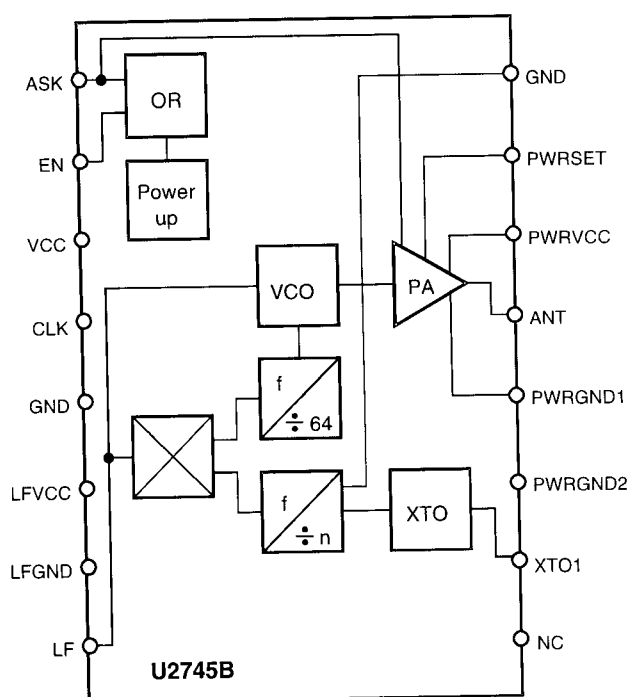 ASK
OR
GND
EN
Power
up
PWRSET
VCC
PWRVCC
VCO
PA
CLK
ANT
f
÷ 64
GND
PWRGND1
LFVCC
f
÷ n
XTO
PWRGND2
LFGND
XTO1
LF
U2745B
NC